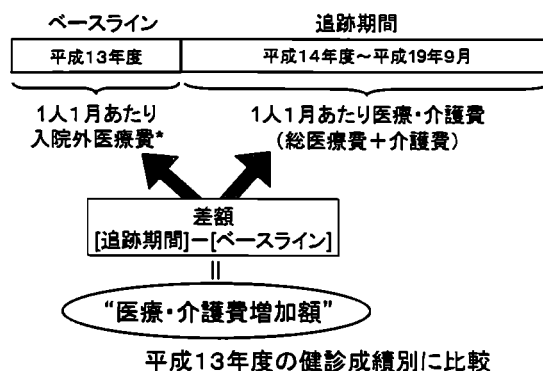 ベースライン
追跡期間
平成13年度
平成14年度～平成19年9月
1人1月あたり
入院外医療費*
1人1月あたり医療・介護費
（総医療費＋介護費）
差額
[追跡期間]－[ベースライン]
||
“医療・介護費増加額”
平成13年度の健診成績別に比較